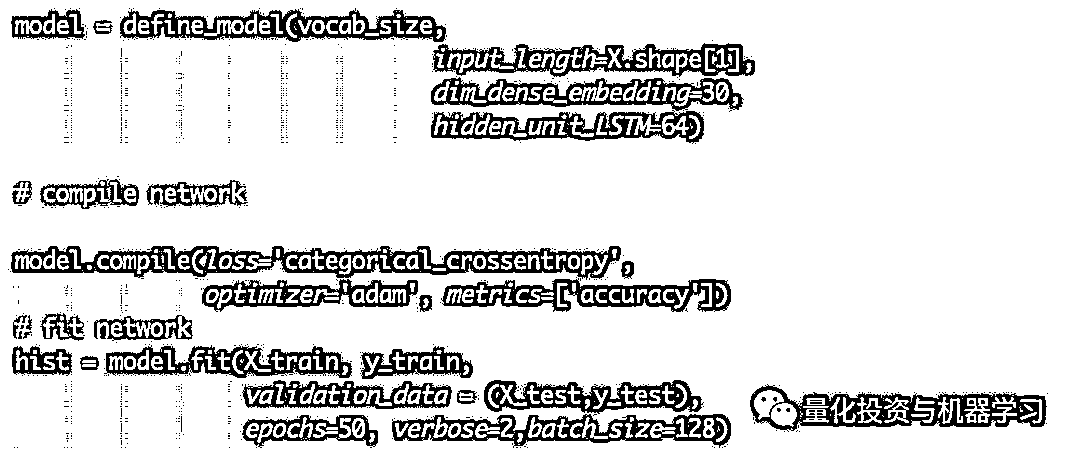 model = define_model(vocab_size,
input_length=X.shape[1],
dim_dense_embedding=30,
hidden_unit_LSTM=64)
# compile network
model.compile(loss='categorical_crossentropy',
optimizer='adam', metrics=['accuracy'])
# fit network
hist = model.fit(X_train, y_train,
validation_data = (X_test,y_test),
epochs=50, verbose=2,batch_size=128)
量化投资与机器学习